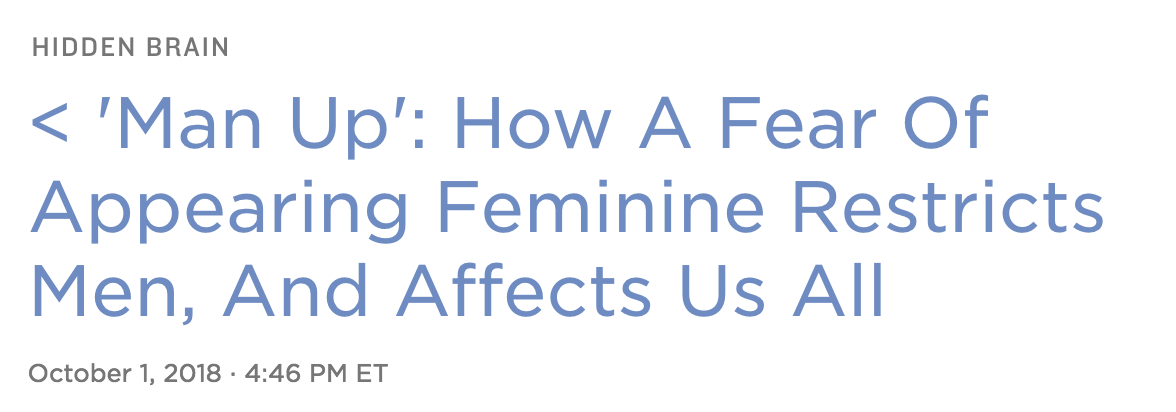 HIDDEN BRAIN
< 'Man Up': How A Fear Of
Appearing Feminine Restricts
Men, And Affects Us All
October 1, 2018 · 4:46 PM ET